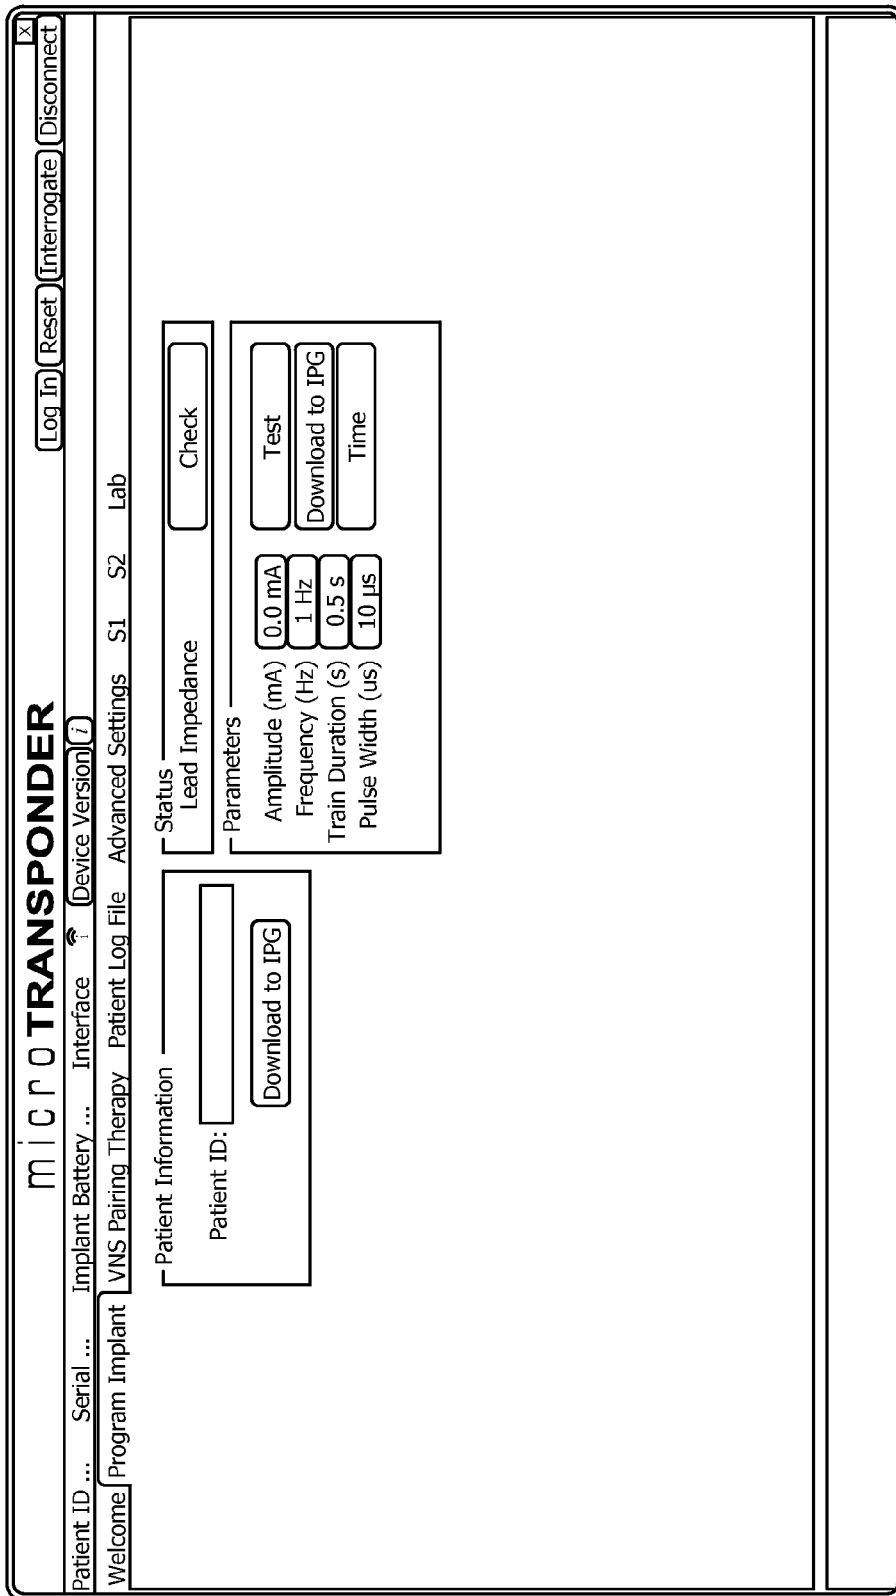 microTRANSPONDER
X
Log In Reset Interrogate Disconnect
Patient ID ... Serial ... Implant Battery ... Interface Device Version i
Welcome Program Implant VNS Pairing Therapy Patient Log File Advanced Settings S1 S2 Lab
Patient Information
Patient ID:
Download to IPG
Status
Lead Impedance Check
Parameters
Amplitude (mA) 0.0 mA Test
Frequency (Hz) 1 Hz Download to IPG
Train Duration (s) 0.5 s Time
Pulse Width (us) 10 µs